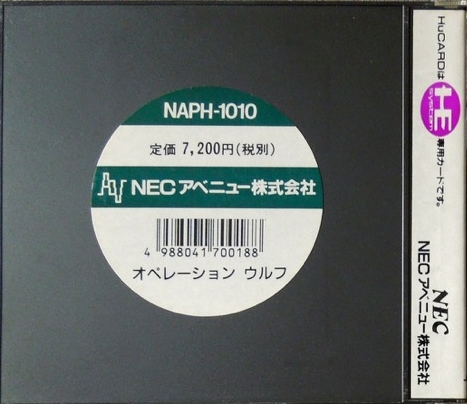 NAPH-1010
定価 7,200円(税別)
NECアベニュー株式会社
4 988041 700188
オペレーション ウルフ
HuCARDは
HE
SYSTEM
専用カードです。
NEC
NECアベニュー株式会社